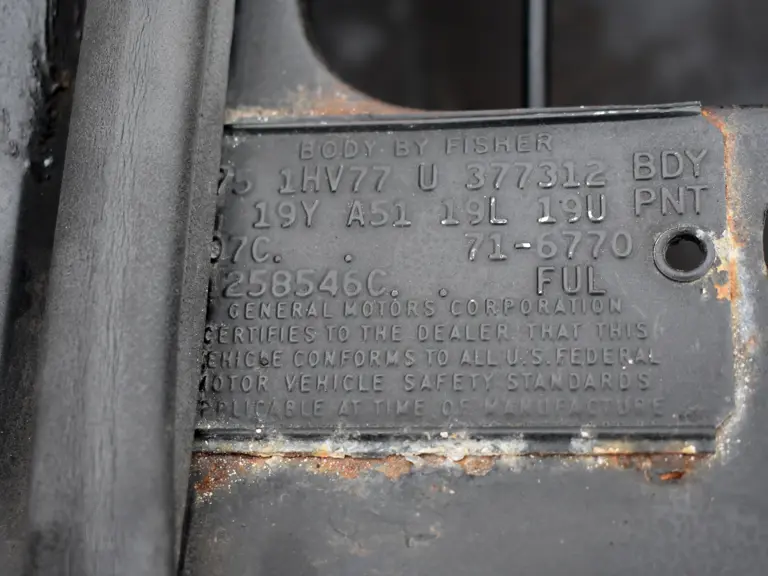 BODY BY FISHER
75 1HV77 U 377312 BDY
19Y A51 19L 19U PNT
07C. . 71-6770
1258546C. . FUL
GENERAL MOTORS CORPORATION
CERTIFIES TO THE DEALER THAT THIS
VEHICLE CONFORMS TO ALL U.S. FEDERAL
MOTOR VEHICLE SAFETY STANDARDS
APPLICABLE AT TIME OF MANUFACTURE